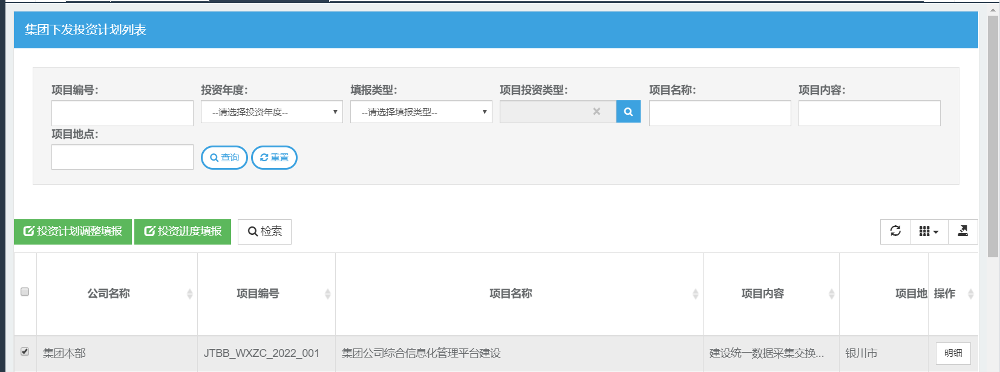 集团下发投资计划列表
项目编号： 投资年度： 填报类型： 项目投资类型： 项目名称： 项目内容：
--请选择投资年度-- --请选择填报类型--
项目地点：
查询 重置
投资计划调整填报 投资进度填报 检索
公司名称 项目编号 项目名称 项目内容 项目地 操作
集团本部 JTBB_WXZC_2022_001 集团公司综合信息化管理平台建设 建设统一数据采集交换... 银川市 明细